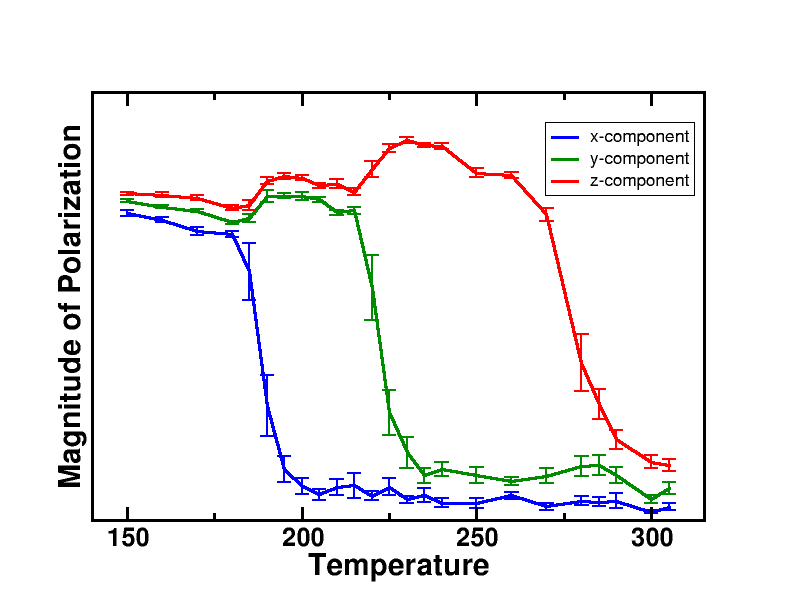 x-component
y-component
z-component
Magnitude of Polarization
150 200 250 300
Temperature